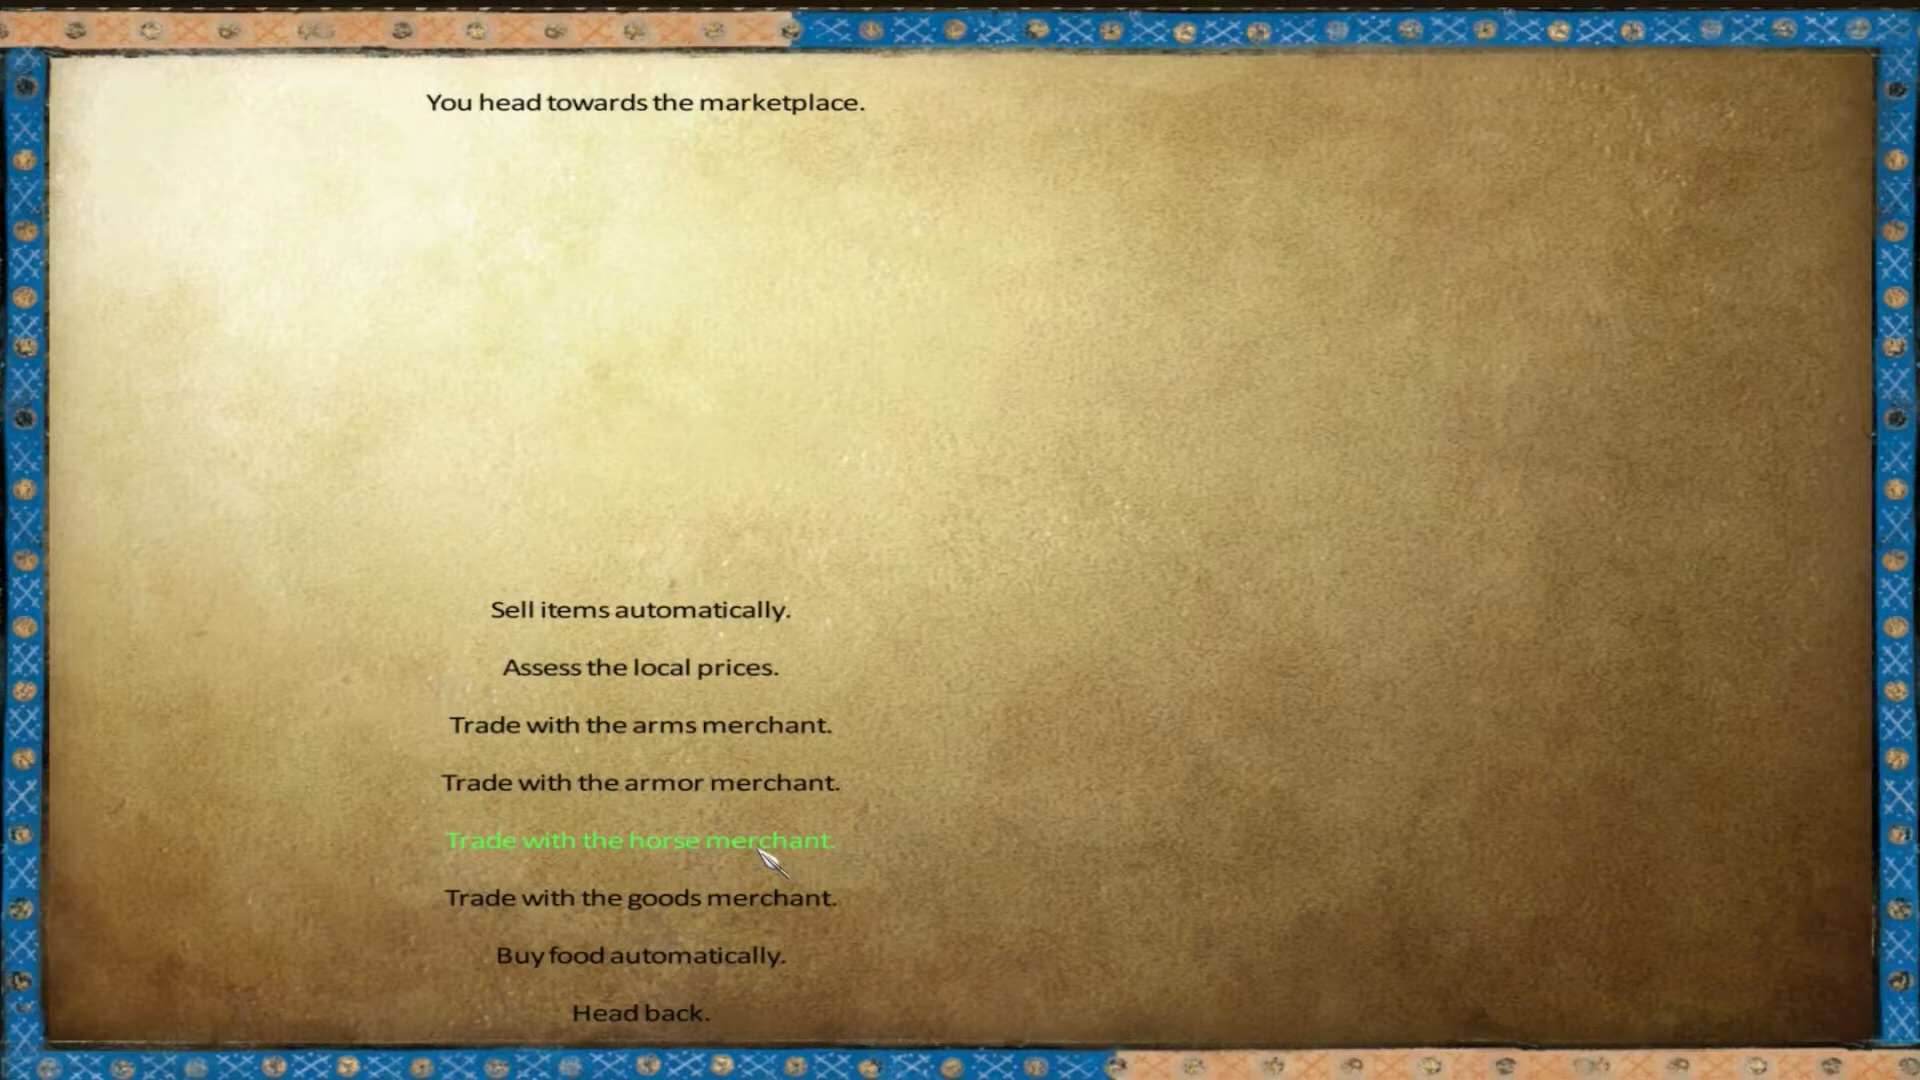 You head towards the marketplace.
Sell items automatically.
Assess the local prices.
Trade with the arms merchant.
Trade with the armor merchant.
Trade with the horse merchant.
Trade with the goods merchant.
Buy food automatically.
Head back.